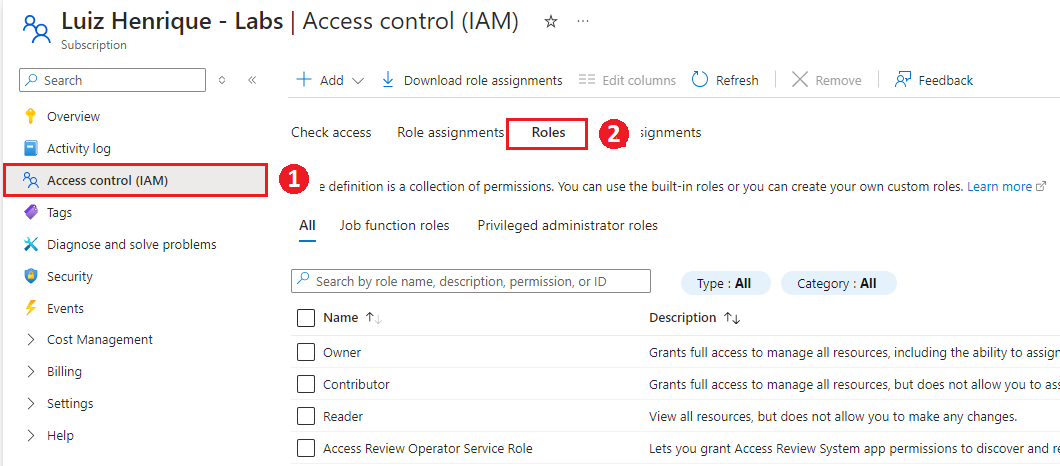 Luiz Henrique - Labs | Access control (IAM) ☆ ...
Subscription
Search
Add Download role assignments Edit columns Refresh Remove Feedback
Overview
Activity log
Access control (IAM)
Tags
Diagnose and solve problems
Security
Events
Cost Management
Billing
Settings
Help
1
Check access Role assignments Roles 2 signments
e definition is a collection of permissions. You can use the built-in roles or you can create your own custom roles. Learn more
All Job function roles Privileged administrator roles
Search by role name, description, permission, or ID Type : All Category : All
Name ↑↓ Description ↑↓
Owner Grants full access to manage all resources, including the ability to assign
Contributor Grants full access to manage all resources, but does not allow you to ass
Reader View all resources, but does not allow you to make any changes.
Access Review Operator Service Role Lets you grant Access Review System app permissions to discover and re